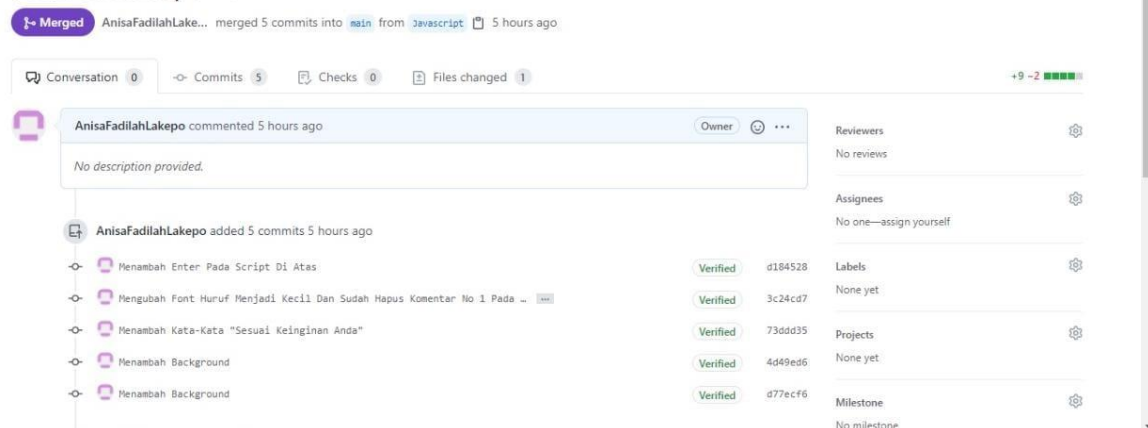 Merged AnisaFadilahLake... merged 5 commits into main from Javascript 5 hours ago
Conversation 0 Commits 5 Checks 0 Files changed 1 +9 −2
AnisaFadilahLakepo commented 5 hours ago Owner ...
No description provided.
AnisaFadilahLakepo added 5 commits 5 hours ago
Menambah Enter Pada Script Di Atas Verified d184528
Mengubah Font Huruf Menjadi Kecil Dan Sudah Hapus Komentar No 1 Pada … ... Verified 3c24cd7
Menambah Kata-Kata "Sesuai Keinginan Anda" Verified 73ddd35
Menambah Background Verified 4d49ed6
Menambah Background Verified d77ecf6
Reviewers
No reviews
Assignees
No one—assign yourself
Labels
None yet
Projects
None yet
Milestone
No milestone